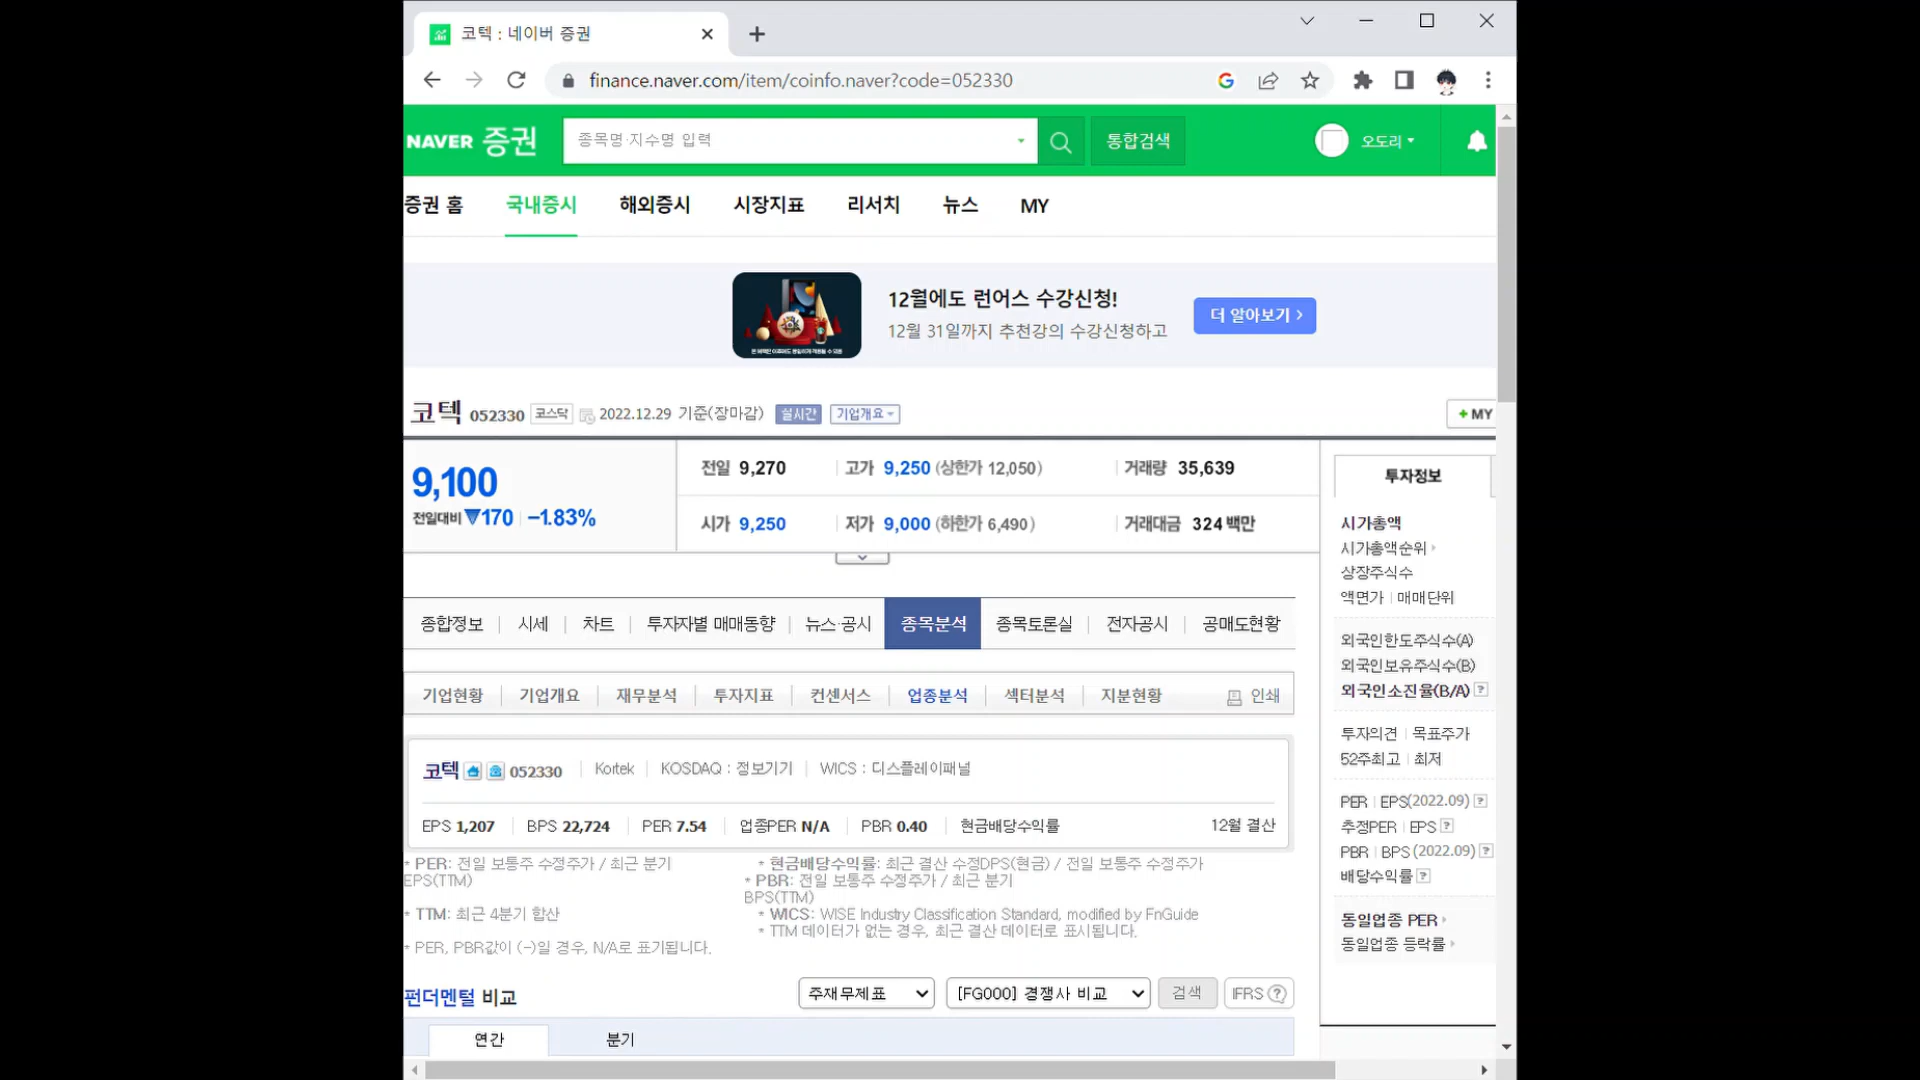 코텍 : 네이버 증권
finance.naver.com/item/coinfo.naver?code=052330
NAVER 증권 종목명·지수명 입력 통합검색 오도리
증권 홈 국내증시 해외증시 시장지표 리서치 뉴스 MY
12월에도 런어스 수강신청!
12월 31일까지 추천강의 수강신청하고
더 알아보기 >
코텍 052330 코스닥 2022.12.29 기준(장마감) 실시간 기업개요 + MY
9,100
전일대비 ▼170 -1.83%
전일 9,270 고가 9,250 (상한가 12,050) 거래량 35,639
시가 9,250 저가 9,000 (하한가 6,490) 거래대금 324 백만
종합정보 시세 차트 투자자별 매매동향 뉴스·공시 종목분석 종목토론실 전자공시 공매도현황
기업현황 기업개요 재무분석 투자지표 컨센서스 업종분석 섹터분석 지분현황 인쇄
코텍 052330 Kortek KOSDAQ : 정보기기 WICS : 디스플레이패널
EPS 1,207 BPS 22,724 PER 7.54 업종PER N/A PBR 0.40 현금배당수익률 12월 결산
* PER: 전일 보통주 수정주가 / 최근 분기
EPS(TTM)
* 현금배당수익률: 최근 결산 수정DPS(현금) / 전일 보통주 수정주가
* PBR: 전일 보통주 수정주가 / 최근 분기
BPS(TTM)
* TTM: 최근 4분기 합산
* WICS: WISE Industry Classification Standard, modified by FnGuide
* TTM 데이터가 없는 경우, 최근 결산 데이터로 표시됩니다.
* PER, PBR값이 (-)일 경우, N/A로 표기됩니다.
펀더멘털 비교 주재무제표 [FG000] 경쟁사 비교 검색 IFRS ?
연간 분기
투자정보
시가총액
시가총액순위
상장주식수
액면가 매매단위
외국인한도주식수(A)
외국인보유주식수(B)
외국인소진율(B/A) ?
투자의견 목표주가
52주최고 최저
PER EPS(2022.09) ?
추정PER EPS ?
PBR BPS (2022.09) ?
배당수익률 ?
동일업종 PER
동일업종 등락률